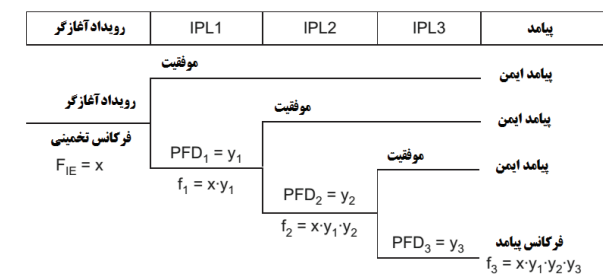 رویداد آغازگر IPL1 IPL2 IPL3 پیامد
موفقیت
پیامد ایمن
رویداد آغازگر
موفقیت
پیامد ایمن
فرکانس تخمینی
F_IE = x
PFD₁ = y₁
موفقیت
پیامد ایمن
f₁ = x·y₁
PFD₂ = y₂
f₂ = x·y₁·y₂
PFD₃ = y₃
فرکانس پیامد
f₃ = x·y₁·y₂·y₃